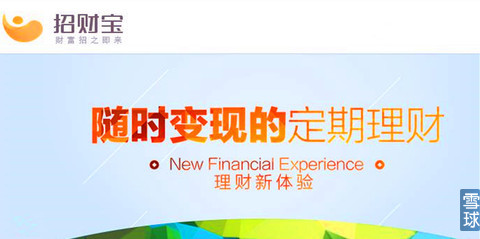 招财宝
财富招之即来
随时变现的定期理财
New Financial Experience
理财新体验
雪球